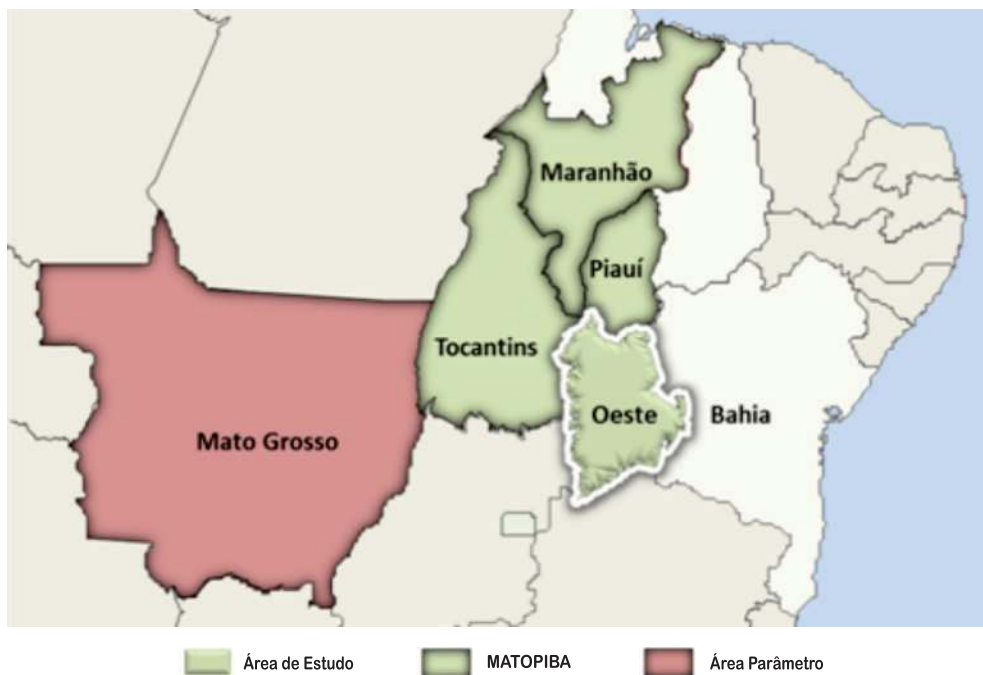 Maranhão
Piauí
Tocantins
Oeste
Bahia
Mato Grosso
Área de Estudo
MATOPIBA
Área Parâmetro